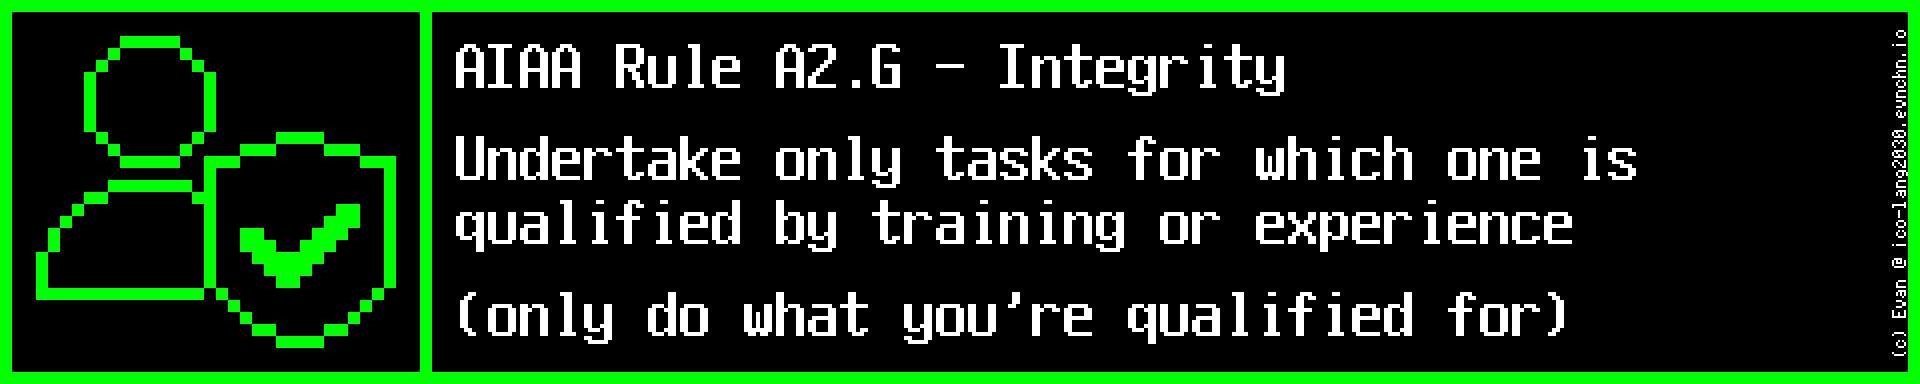 AIAA Rule A2.G – Integrity
Undertake only tasks for which one is
qualified by training or experience
(only do what you're qualified for)
(c) Evan @ ico-lang2030.evnchn.io